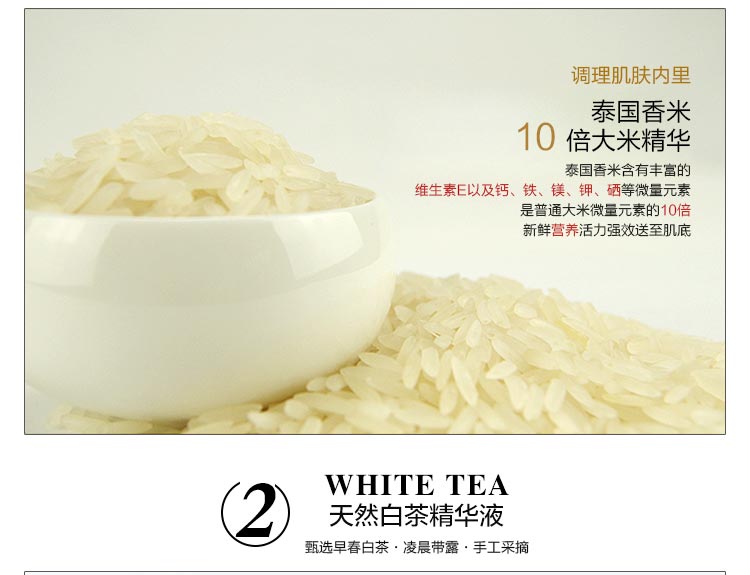 调理肌肤内里
泰国香米
10 倍大米精华
泰国香米含有丰富的
维生素E以及钙、铁、镁、钾、硒等微量元素
是普通大米微量元素的10倍
新鲜营养活力强效送至肌底
2
WHITE TEA
天然白茶精华液
甄选早春白茶·凌晨带露·手工采摘